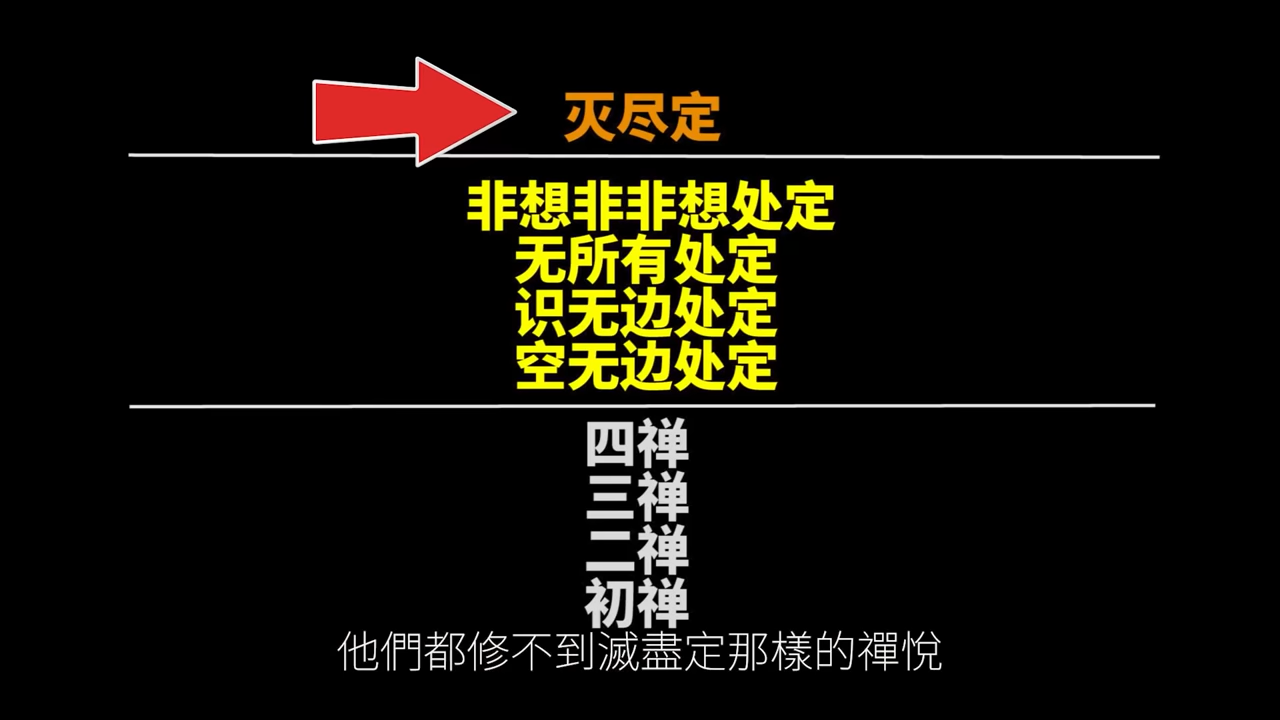 灭尽定
非想非非想处定
无所有处定
识无边处定
空无边处定
四禅
三禅
二禅
初禅
他們都修不到滅盡定那樣的禪悅